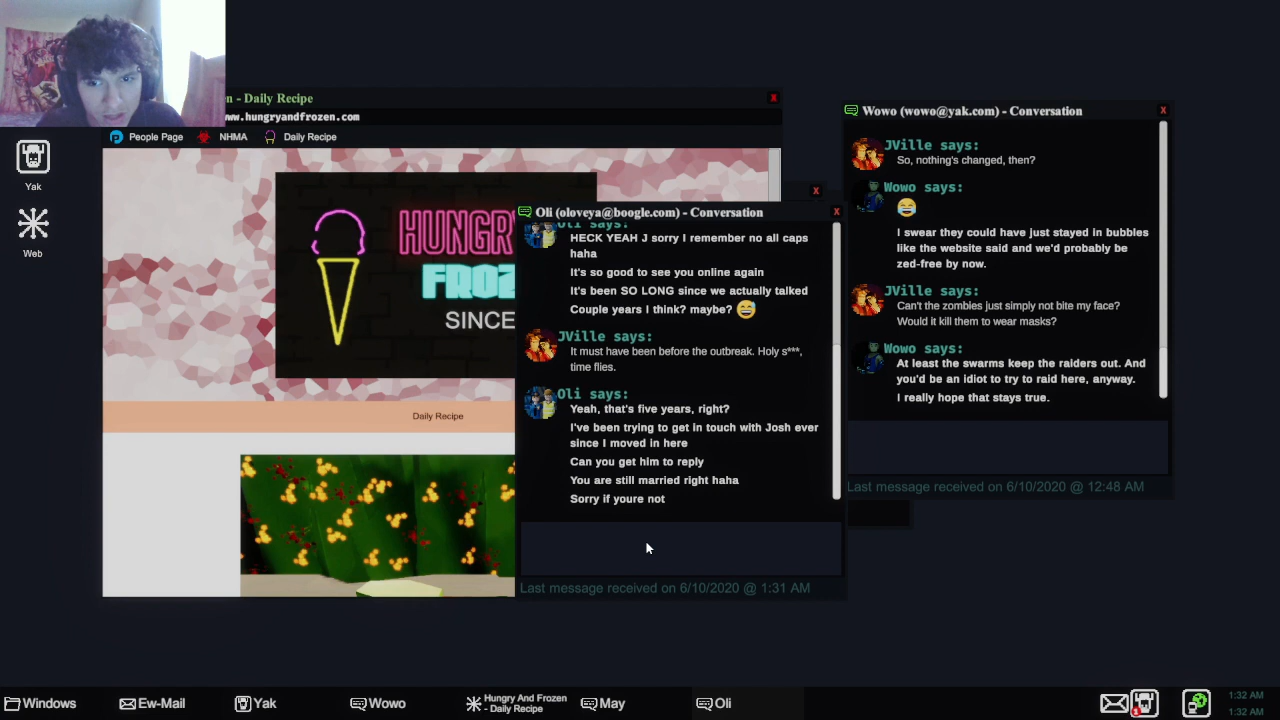 en - Daily Recipe
www.hungryandfrozen.com
People Page
NHMA
Daily Recipe
Yak
Web
HUNGRY
FROZ
SINCE
Daily Recipe
Oli (oloveya@boogle.com) - Conversation
Oli says:
HECK YEAH J sorry I remember no all caps
haha
It's so good to see you online again
It's been SO LONG since we actually talked
Couple years I think? maybe? 😅
JVille says:
It must have been before the outbreak. Holy s***,
time flies.
Oli says:
Yeah, that's five years, right?
I've been trying to get in touch with Josh ever
since I moved in here
Can you get him to reply
You are still married right haha
Sorry if youre not
Last message received on 6/10/2020 @ 1:31 AM
Wowo (wowo@yak.com) - Conversation
JVille says:
So, nothing's changed, then?
Wowo says:
😂
I swear they could have just stayed in bubbles
like the website said and we'd probably be
zed-free by now.
JVille says:
Can't the zombies just simply not bite my face?
Would it kill them to wear masks?
Wowo says:
At least the swarms keep the raiders out. And
you'd be an idiot to try to raid here, anyway.
I really hope that stays true.
Last message received on 6/10/2020 @ 12:48 AM
Windows
Ew-Mail
Yak
Wowo
Hungry And Frozen
- Daily Recipe
May
Oli
1
1:32 AM
1:32 AM